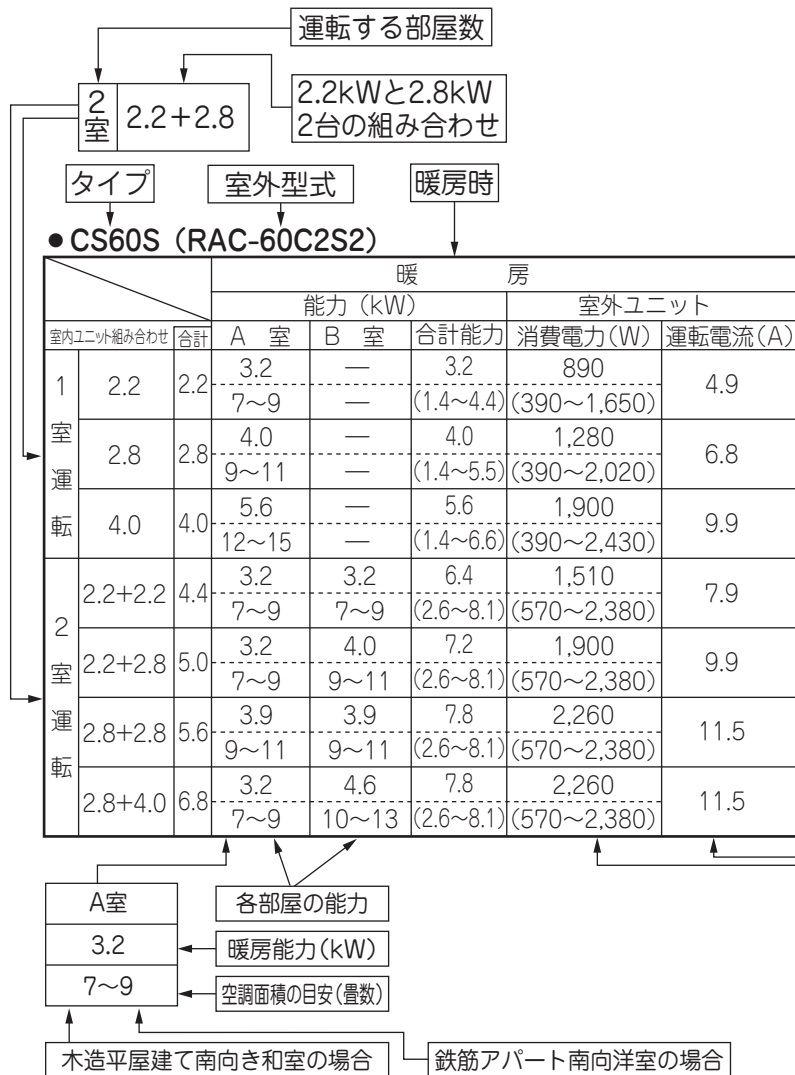 運転する部屋数
2室 2.2+2.8
2.2kWと2.8kW
2台の組み合わせ
タイプ 室外型式 暖房時
● CS60S (RAC-60C2S2)
暖 房
能力 (kW) 室外ユニット
室内ユニット組み合わせ 合計 A 室 B 室 合計能力 消費電力(W) 運転電流(A)
1室運転 2.2 2.2 3.2 — 3.2 890 4.9
7〜9 — (1.4〜4.4) (390〜1,650)
2.8 2.8 4.0 — 4.0 1,280 6.8
9〜11 — (1.4〜5.5) (390〜2,020)
4.0 4.0 5.6 — 5.6 1,900 9.9
12〜15 — (1.4〜6.6) (390〜2,430)
2室運転 2.2+2.2 4.4 3.2 3.2 6.4 1,510 7.9
7〜9 7〜9 (2.6〜8.1) (570〜2,380)
2.2+2.8 5.0 3.2 4.0 7.2 1,900 9.9
7〜9 9〜11 (2.6〜8.1) (570〜2,380)
2.8+2.8 5.6 3.9 3.9 7.8 2,260 11.5
9〜11 9〜11 (2.6〜8.1) (570〜2,380)
2.8+4.0 6.8 3.2 4.6 7.8 2,260 11.5
7〜9 10〜13 (2.6〜8.1) (570〜2,380)
A室 各部屋の能力
3.2 暖房能力(kW)
7〜9 空調面積の目安(畳数)
木造平屋建て南向き和室の場合 鉄筋アパート南向洋室の場合